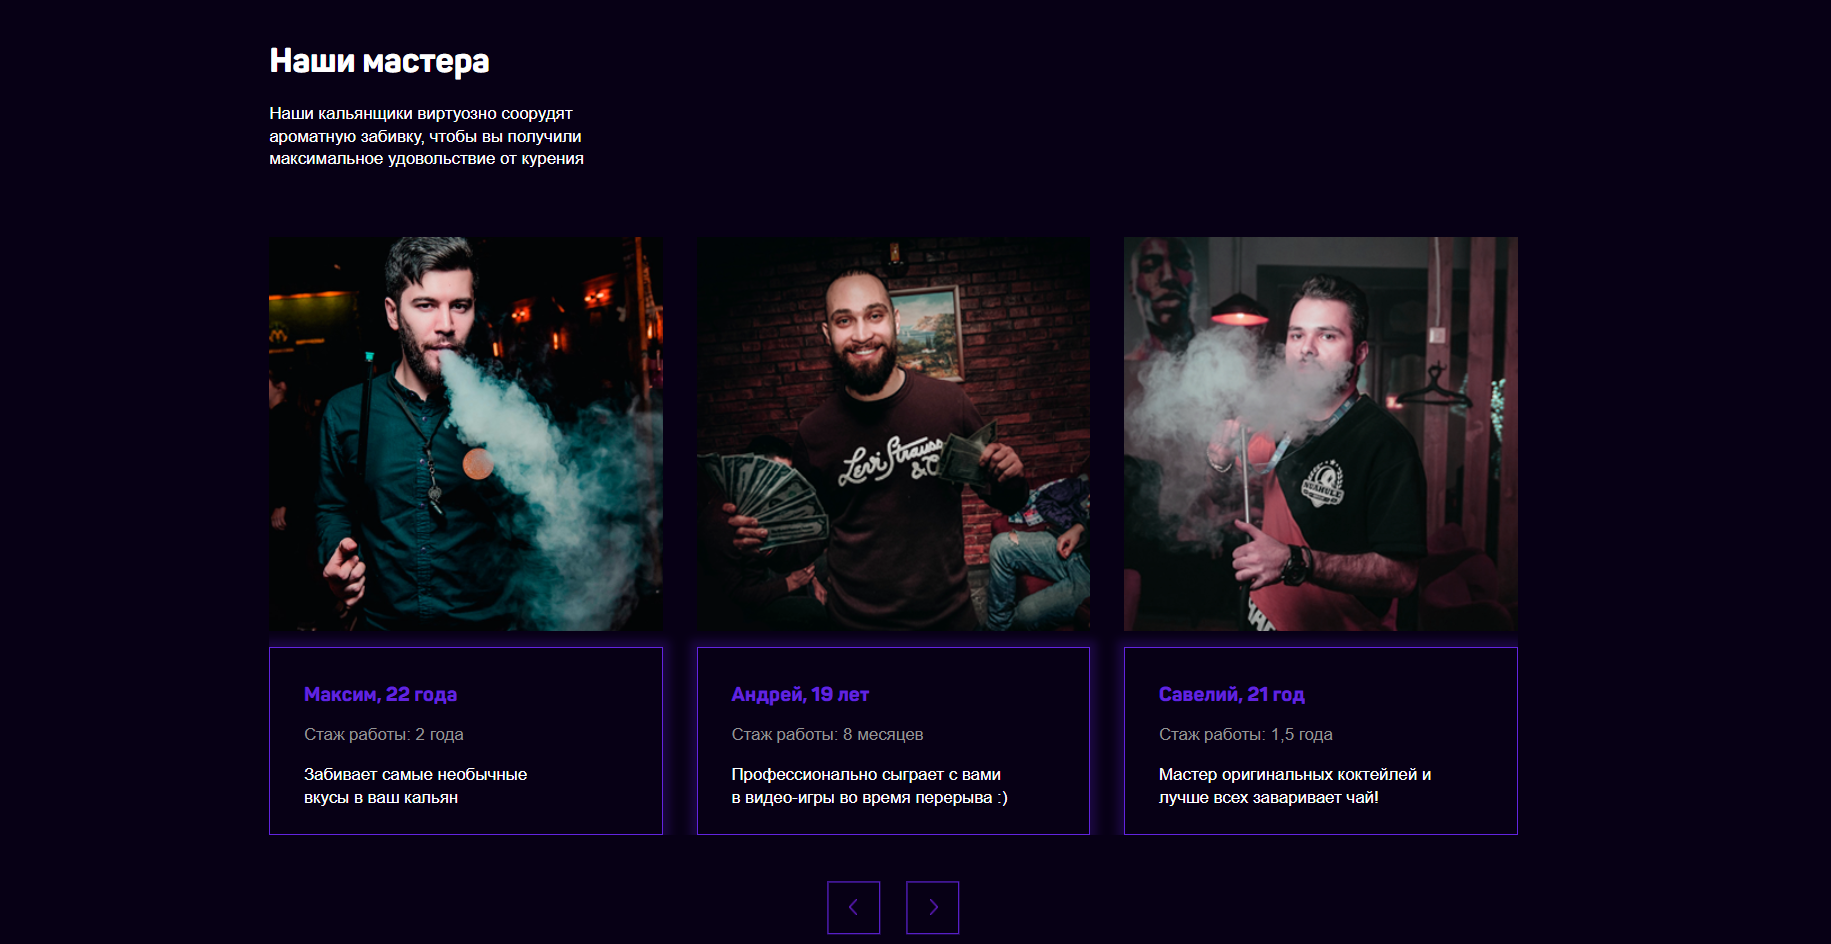 Наши мастера
Наши кальянщики виртуозно соорудят
ароматную забивку, чтобы вы получили
максимальное удовольствие от курения
Levi Strauss
& Co
NUAHULE
Максим, 22 года
Стаж работы: 2 года
Забивает самые необычные
вкусы в ваш кальян
Андрей, 19 лет
Стаж работы: 8 месяцев
Профессионально сыграет с вами
в видео-игры во время перерыва :)
Савелий, 21 год
Стаж работы: 1,5 года
Мастер оригинальных коктейлей и
лучше всех заваривает чай!